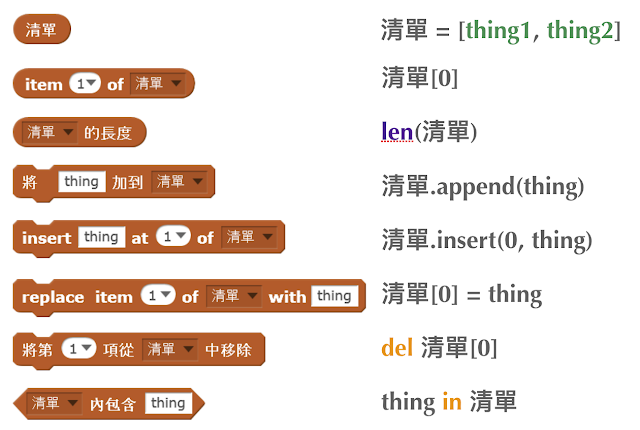 清單 清單 = [thing1, thing2]
item 1 of 清單 清單[0]
清單 的長度 len(清單)
將 thing 加到 清單 清單.append(thing)
insert thing at 1 of 清單 清單.insert(0, thing)
replace item 1 of 清單 with thing 清單[0] = thing
將第 1 項從 清單 中移除 del 清單[0]
清單 內包含 thing thing in 清單